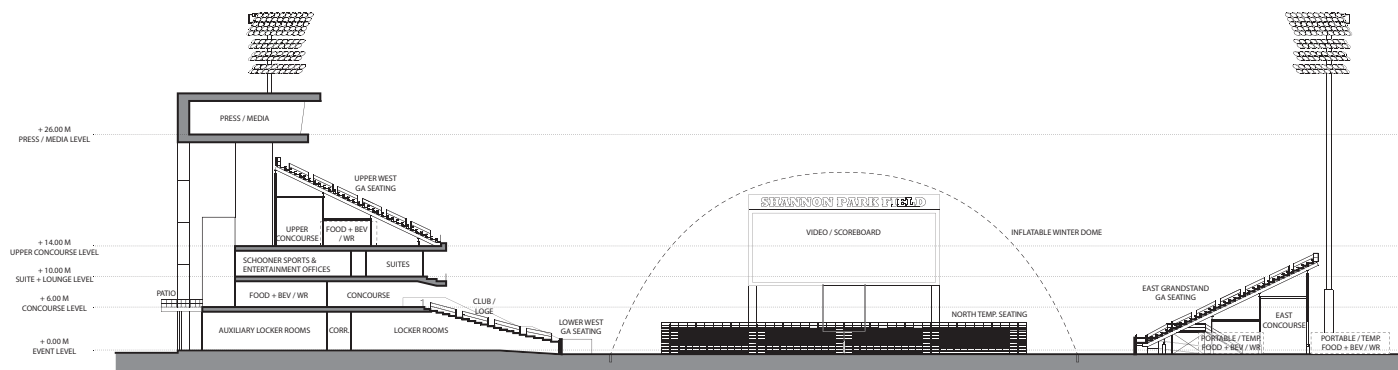 PRESS / MEDIA
+ 26.00 M
PRESS / MEDIA LEVEL
UPPER WEST
GA SEATING
SHANNON PARK FIELD
VIDEO / SCOREBOARD
INFLATABLE WINTER DOME
UPPER
CONCOURSE
FOOD + BEV
/ WR
+ 14.00 M
UPPER CONCOURSE LEVEL
SCHOONER SPORTS &
ENTERTAINMENT OFFICES
SUITES
+ 10.00 M
SUITE + LOUNGE LEVEL
PATIO
FOOD + BEV / WR
CONCOURSE
+ 6.00 M
CONCOURSE LEVEL
CLUB /
LOGE
EAST GRANDSTAND
GA SEATING
NORTH TEMP. SEATING
EAST
CONCOURSE
AUXILIARY LOCKER ROOMS
CORR.
LOCKER ROOMS
LOWER WEST
GA SEATING
+ 0.00 M
EVENT LEVEL
PORTABLE / TEMP.
FOOD + BEV / WR
PORTABLE / TEMP.
FOOD + BEV / WR